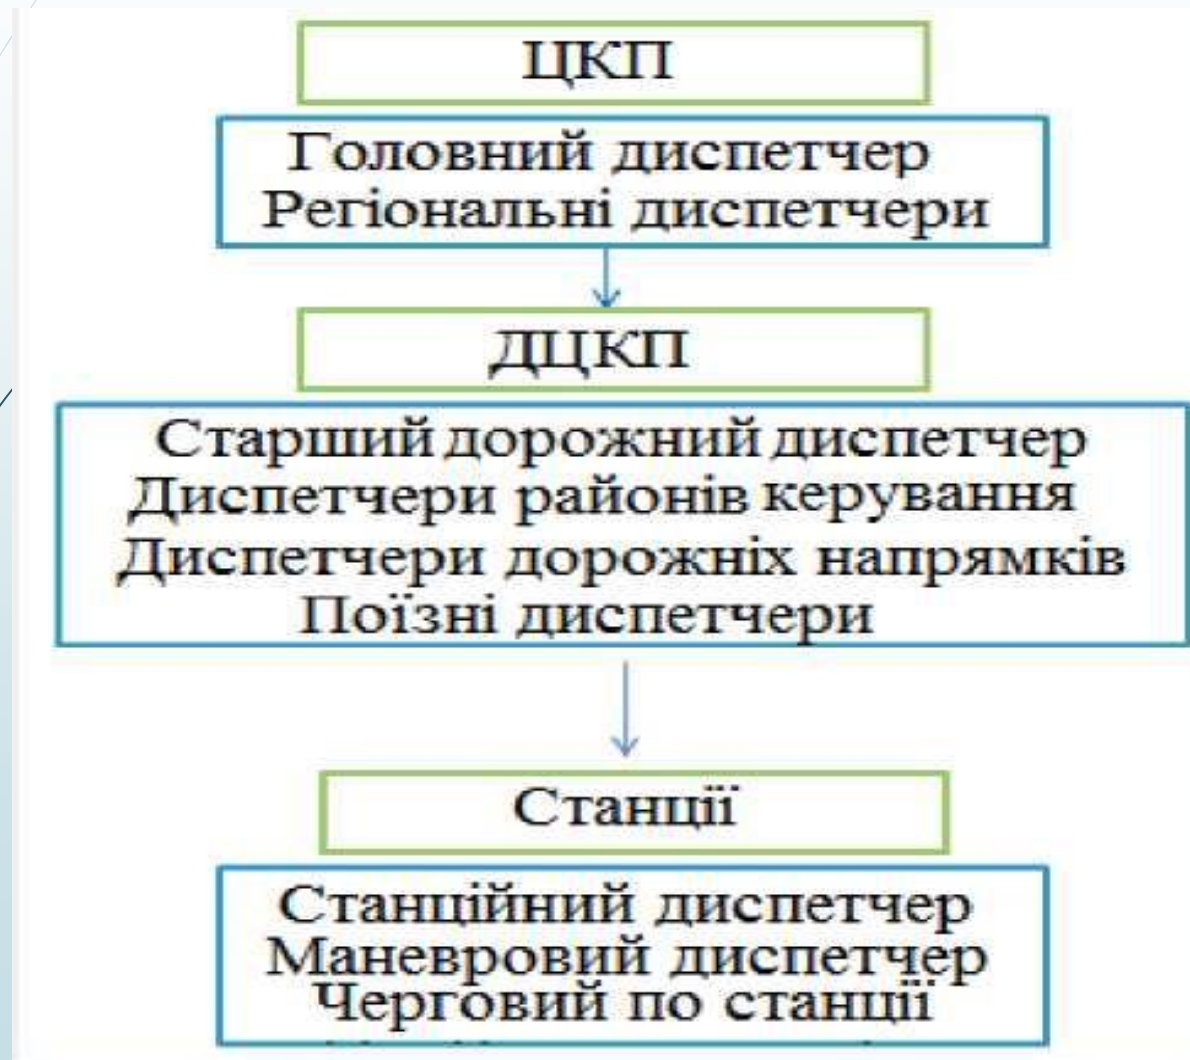 ЦКП
Головний диспетчер
Регіональні диспетчери
ДЦКП
Старший дорожний диспетчер
Диспетчери районів керування
Диспетчери дорожніх напрямків
Поїзні диспетчери
Станції
Станційний диспетчер
Маневровий диспетчер
Черговий по станції